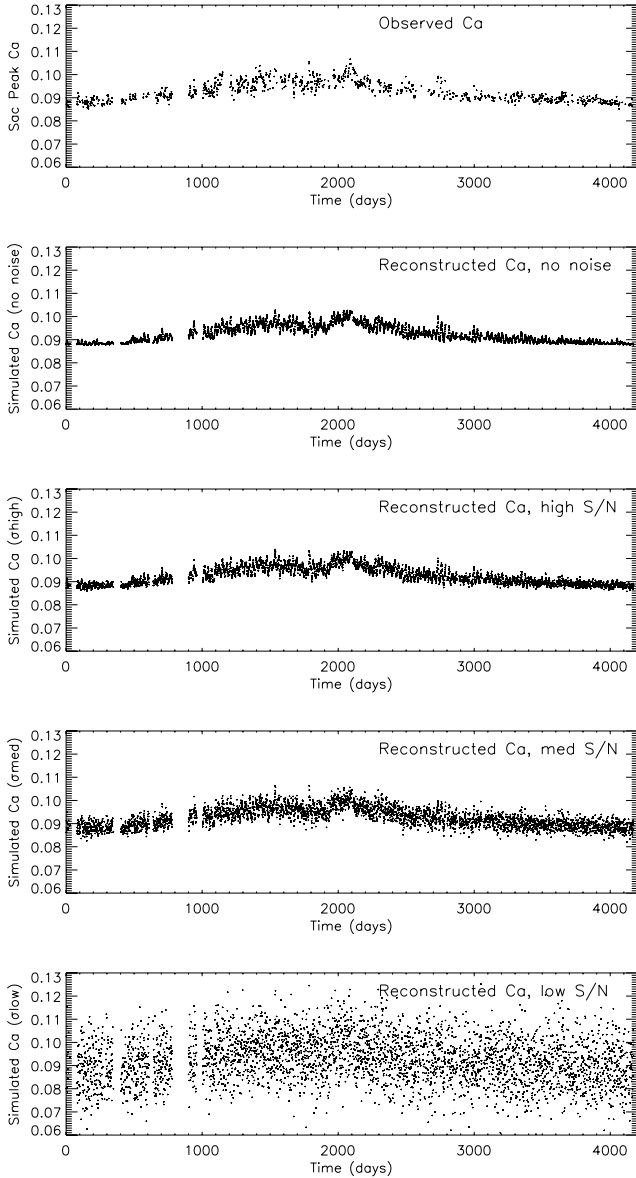 Observed Ca
Sac Peak Ca
0.13
0.12
0.11
0.10
0.09
0.08
0.07
0.06
0 1000 2000 3000 4000
Time (days)
Reconstructed Ca, no noise
Simulated Ca (no noise)
0.13
0.12
0.11
0.10
0.09
0.08
0.07
0.06
0 1000 2000 3000 4000
Time (days)
Reconstructed Ca, high S/N
Simulated Ca (σhigh)
0.13
0.12
0.11
0.10
0.09
0.08
0.07
0.06
0 1000 2000 3000 4000
Time (days)
Reconstructed Ca, med S/N
Simulated Ca (σmed)
0.13
0.12
0.11
0.10
0.09
0.08
0.07
0.06
0 1000 2000 3000 4000
Time (days)
Reconstructed Ca, low S/N
Simulated Ca (σlow)
0.13
0.12
0.11
0.10
0.09
0.08
0.07
0.06
0 1000 2000 3000 4000
Time (days)